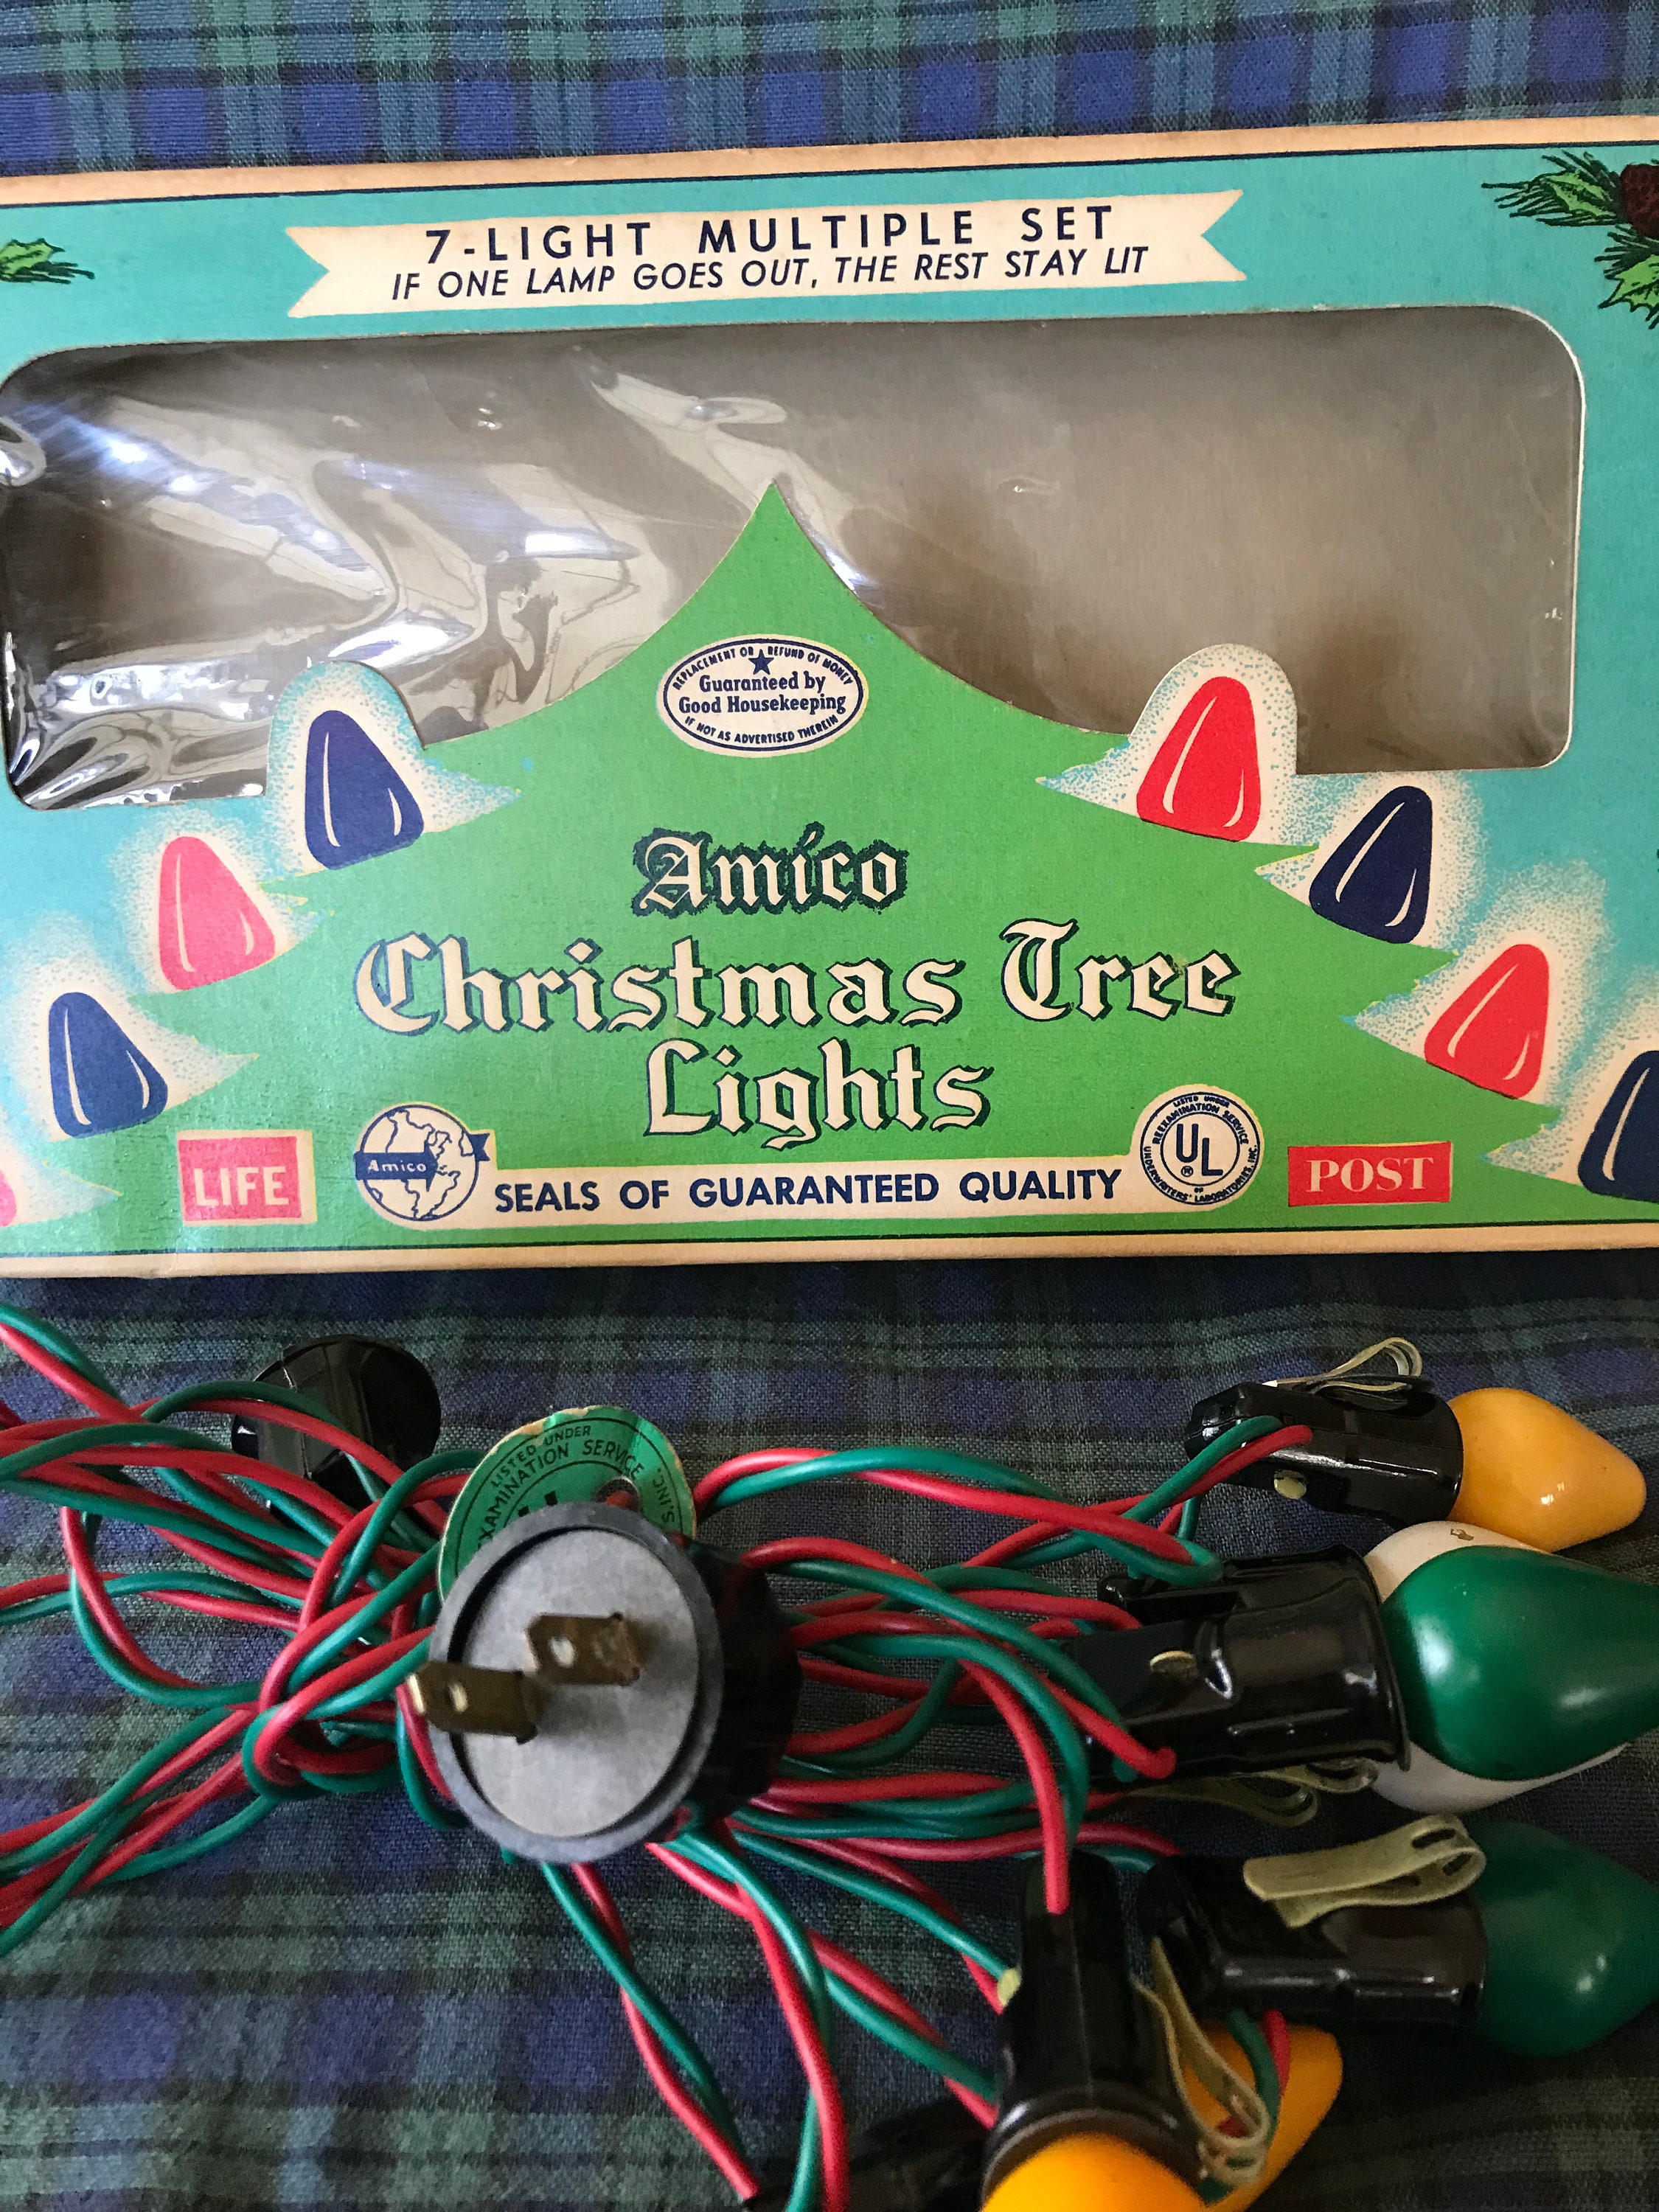 7-LIGHT MULTIPLE SET
IF ONE LAMP GOES OUT, THE REST STAY LIT
REPLACEMENT OR REFUND OF MONEY
Guaranteed by
Good Housekeeping
IF NOT AS ADVERTISED THEREIN
Amico
Christmas Tree
Lights
LIFE
Amico
SEALS OF GUARANTEED QUALITY
LISTED UNDER
REEXAMINATION SERVICE
UL
®
OF
UNDERWRITERS' LABORATORIES, INC.
POST
LISTED UNDER
EXAMINATION SERVICE
S, INC.